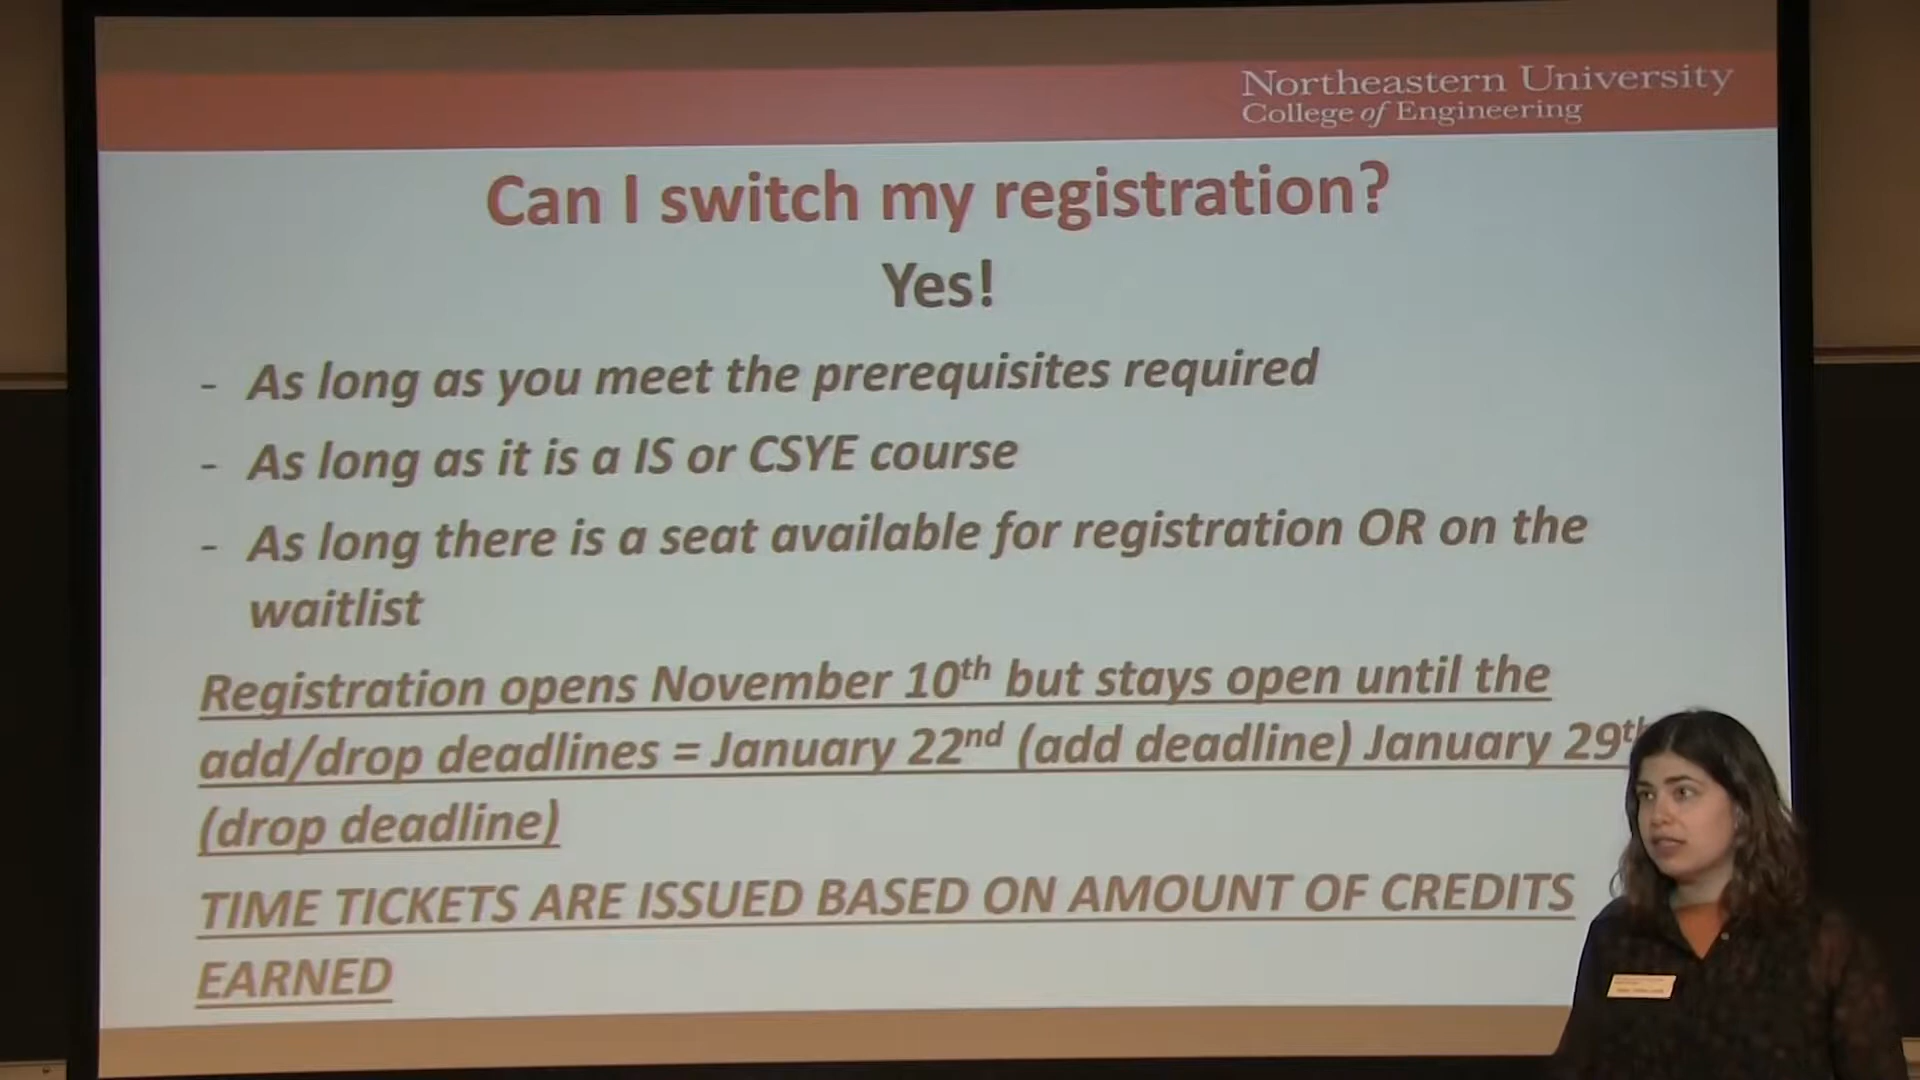 Northeastern University
College of Engineering
Can I switch my registration?
Yes!
- As long as you meet the prerequisites required
- As long as it is a IS or CSYE course
- As long there is a seat available for registration OR on the
waitlist
Registration opens November 10th but stays open until the
add/drop deadlines = January 22nd (add deadline) January 29th
(drop deadline)
TIME TICKETS ARE ISSUED BASED ON AMOUNT OF CREDITS
EARNED